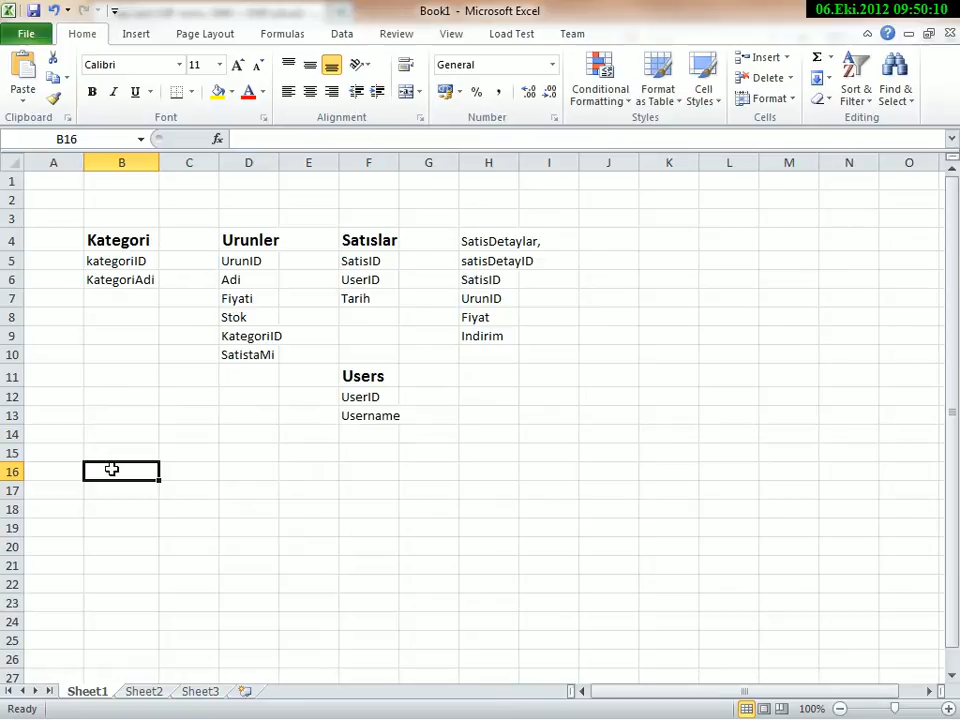 Book1 - Microsoft Excel
06.Eki.2012 09:50:10
File Home Insert Page Layout Formulas Data Review View Load Test Team
Paste
Calibri 11
B I U
General
% ,
Conditional Formatting
Format as Table
Cell Styles
Insert
Delete
Format
Σ
Sort & Filter
Find & Select
Clipboard Font Alignment Number Styles Cells Editing
B16 fx
A B C D E F G H I J K L M N O
1
2
3
4 Kategori Urunler Satıslar SatisDetaylar,
5 kategoriID UrunID SatisID satisDetayID
6 KategoriAdi Adi UserID SatisID
7 Fiyati Tarih UrunID
8 Stok Fiyat
9 KategoriID Indirim
10 SatistaMi
11 Users
12 UserID
13 Username
14
15
16
17
18
19
20
21
22
23
24
25
26
27
Sheet1 Sheet2 Sheet3
Ready 100%